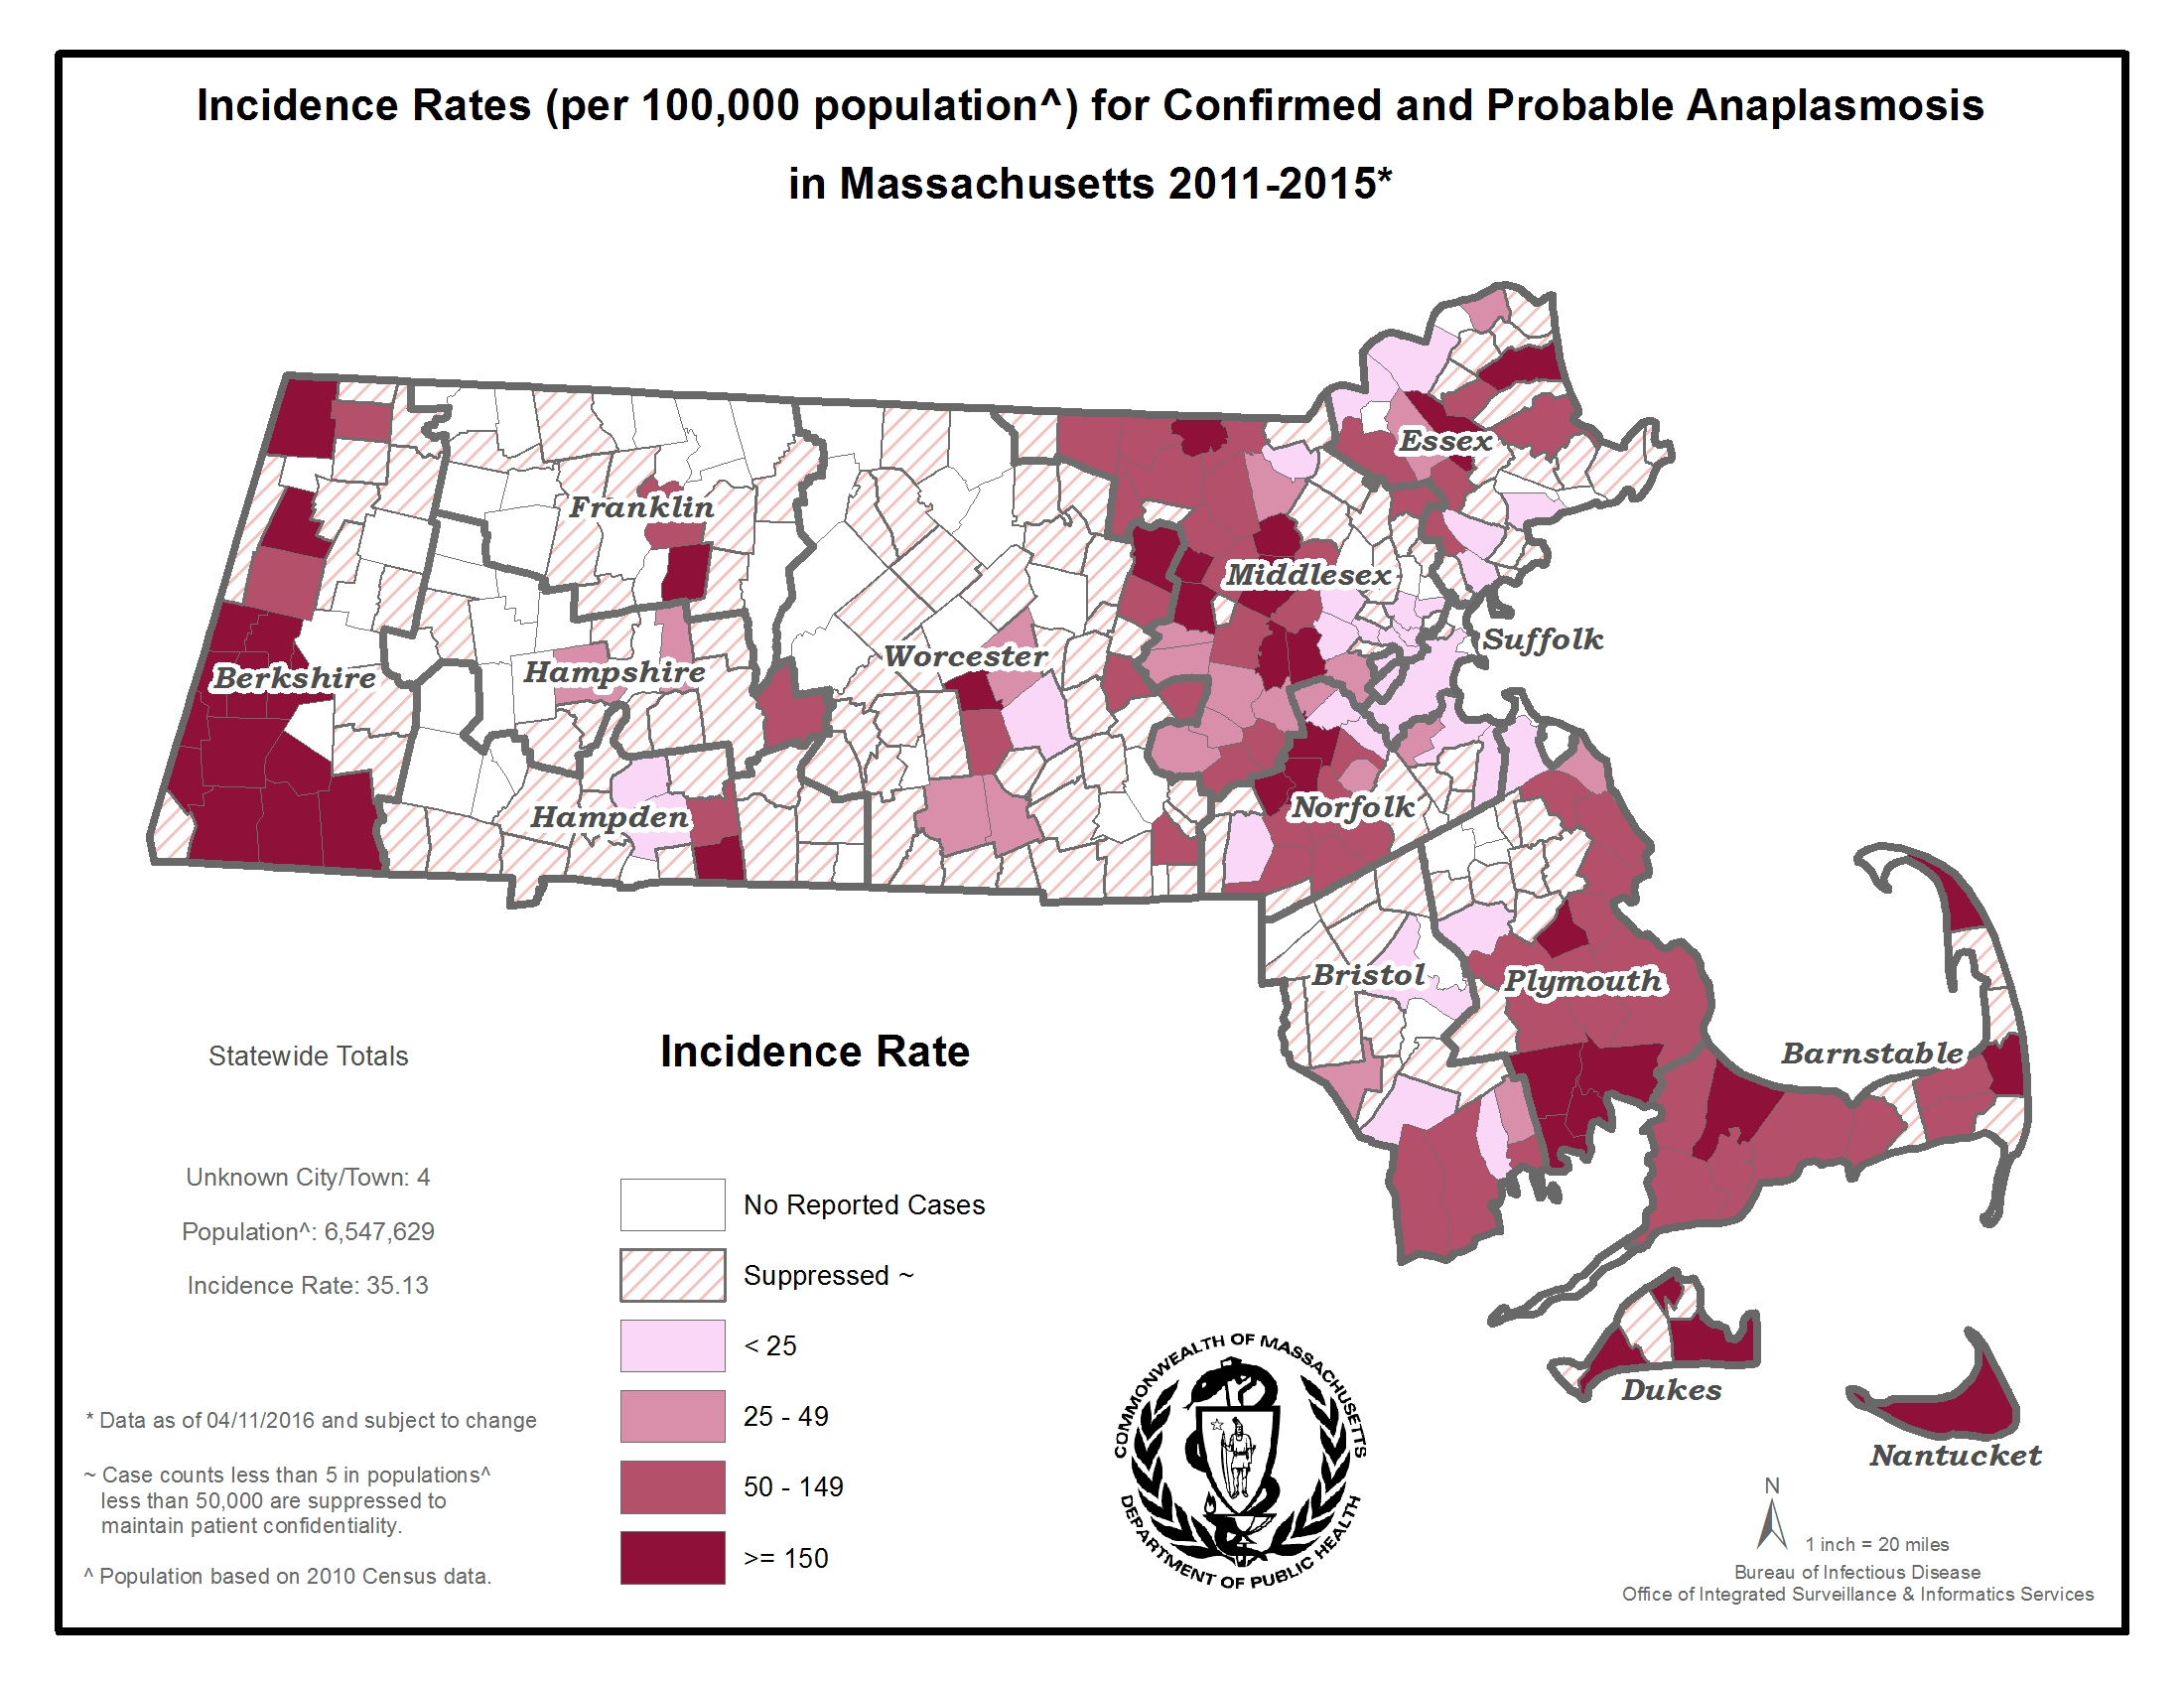 Incidence Rates (per 100,000 population^) for Confirmed and Probable Anaplasmosis
in Massachusetts 2011-2015*
Essex
Franklin
Middlesex
Suffolk
Berkshire
Hampshire
Worcester
Hampden
Norfolk
Bristol
Plymouth
Barnstable
Dukes
Nantucket
Statewide Totals
Unknown City/Town: 4
Population^: 6,547,629
Incidence Rate: 35.13
* Data as of 04/11/2016 and subject to change
~ Case counts less than 5 in populations^
less than 50,000 are suppressed to
maintain patient confidentiality.
^ Population based on 2010 Census data.
Incidence Rate
No Reported Cases
Suppressed ~
< 25
25 - 49
50 - 149
>= 150
COMMONWEALTH OF MASSACHUSETTS
DEPARTMENT OF PUBLIC HEALTH
N
1 inch = 20 miles
Bureau of Infectious Disease
Office of Integrated Surveillance & Informatics Services